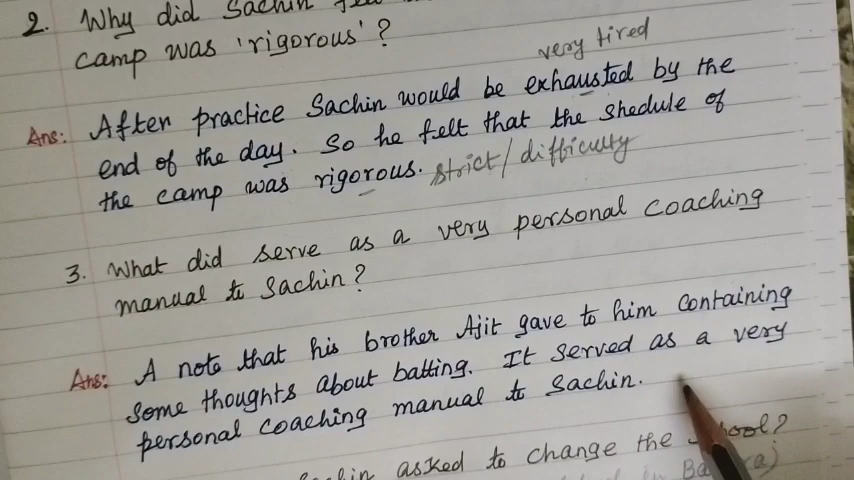 2. Why did Sachin
camp was 'rigorous'?
very tired
Ans: After practice Sachin would be exhausted by the
end of the day. So he felt that the shedule of
the camp was rigorous. strict/difficulty
3. What did serve as a very personal coaching
manual to Sachin?
Ans: A note that his brother Ajit gave to him containing
some thoughts about batting. It served as a very
personal coaching manual to Sachin.
asked to change the